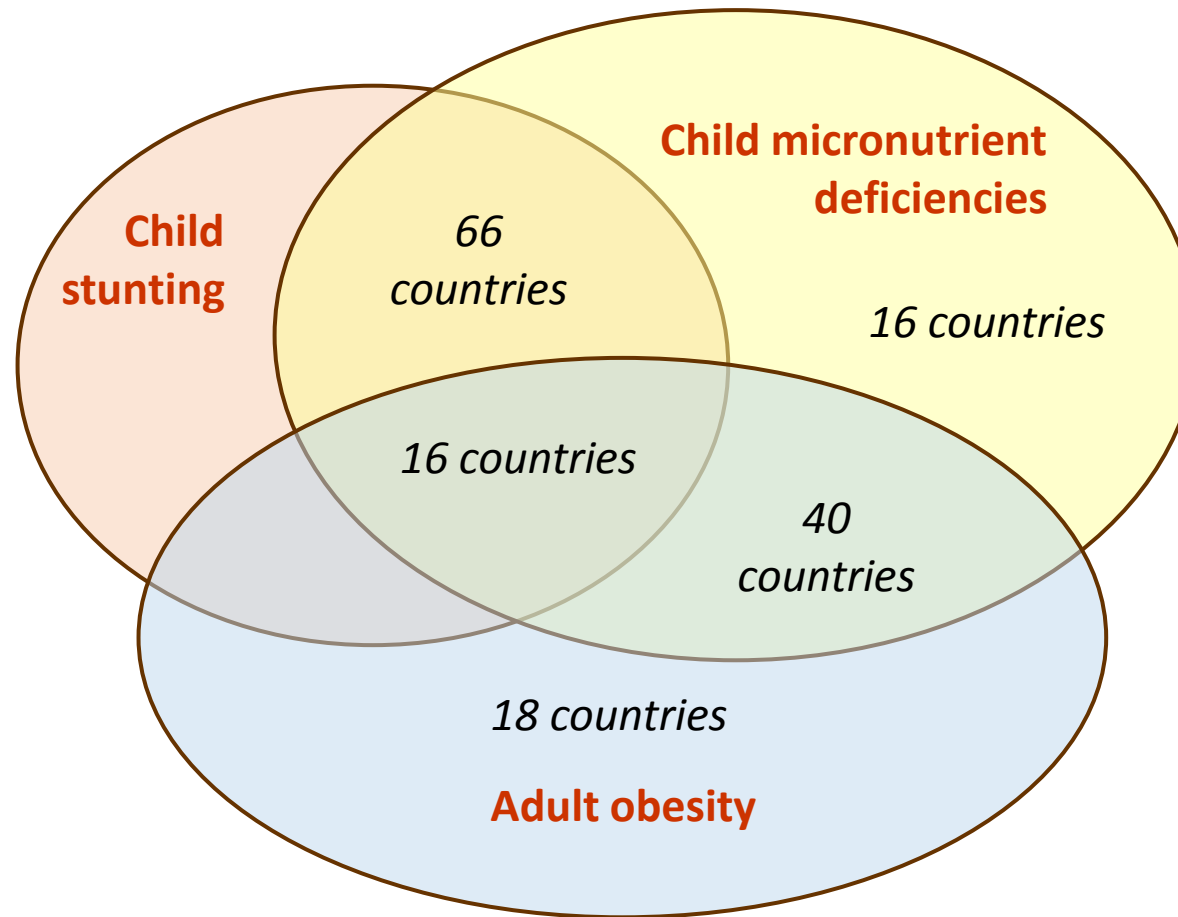 Child micronutrient
deficiencies
Child
stunting
66
countries
16 countries
16 countries
40
countries
18 countries
Adult obesity